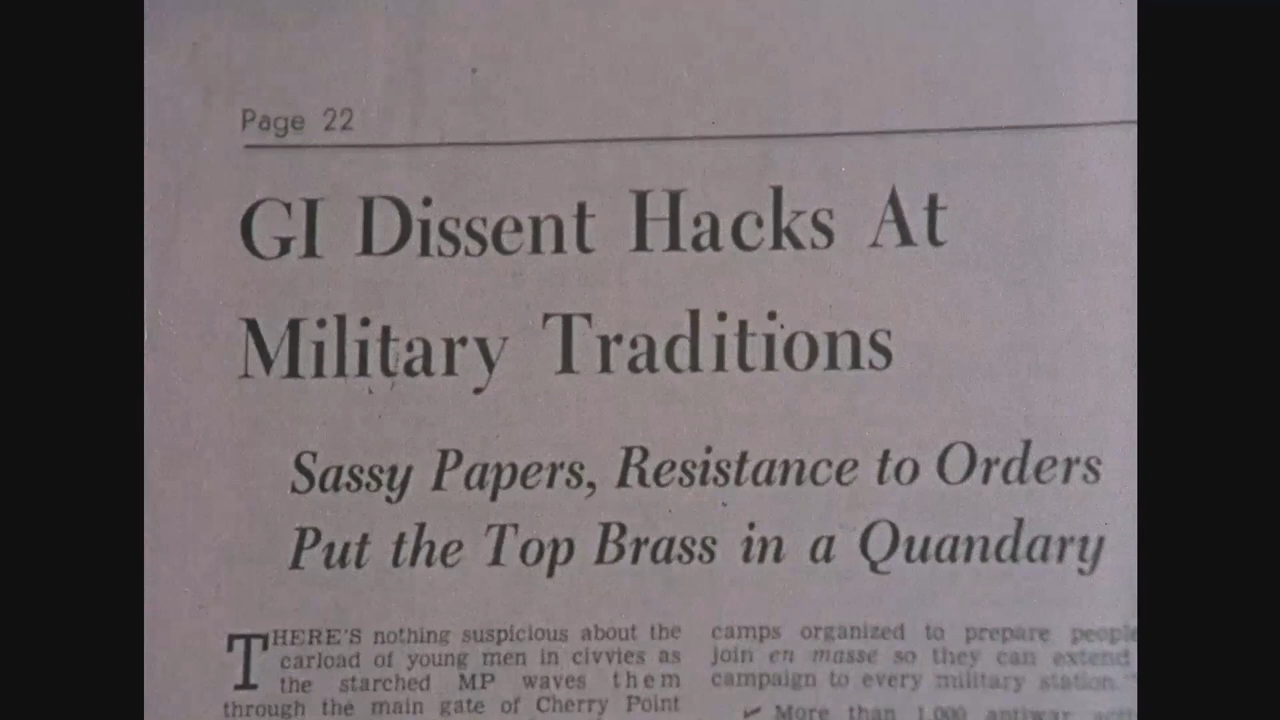 Page 22
GI Dissent Hacks At
Military Traditions
Sassy Papers, Resistance to Orders
Put the Top Brass in a Quandary
THERE'S nothing suspicious about the
carload of young men in civvies as
the starched MP waves them
through the main gate of Cherry Point
camps organized to prepare people
join en masse so they can extend
campaign to every military station."
More than 1,000 antiwar